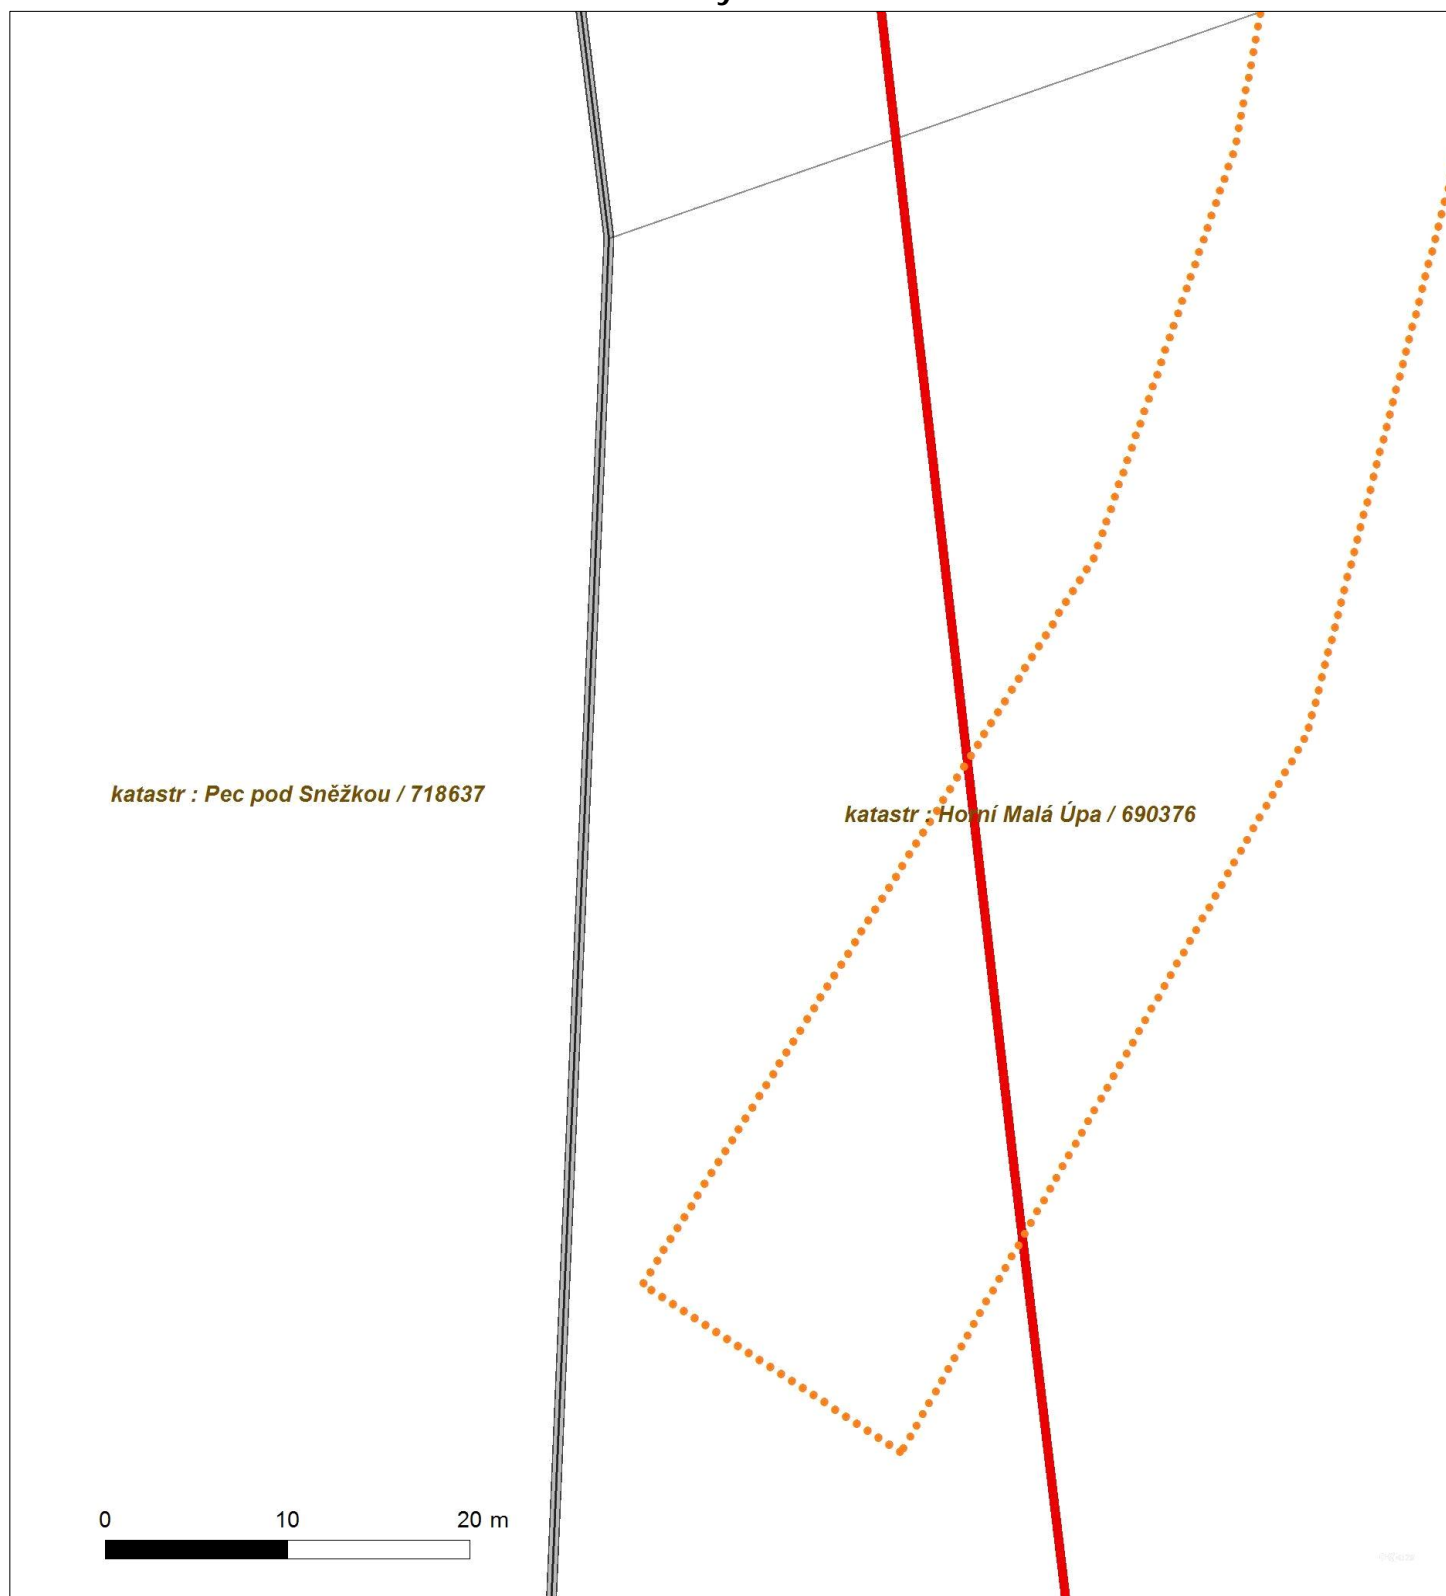 katastr : Pec pod Sněžkou / 718637
katastr : Horní Malá Úpa / 690376
0 10 20 m